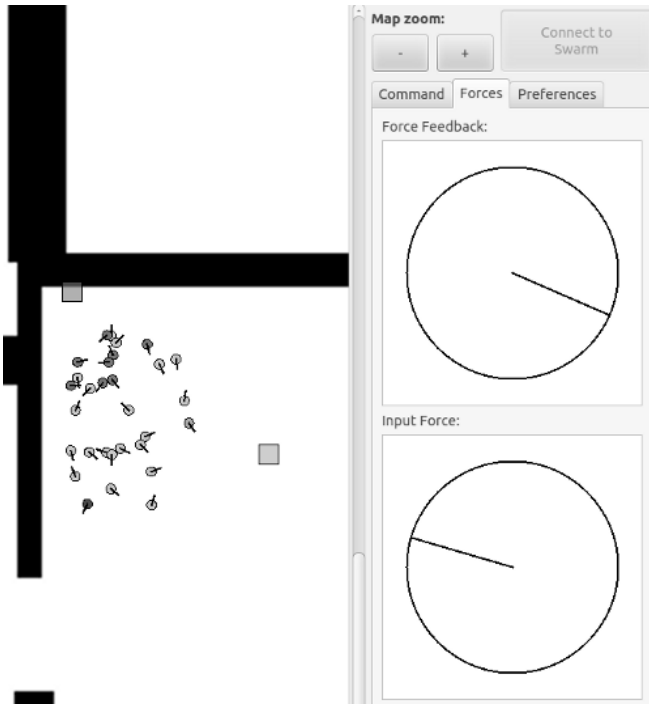 Map zoom:
- +
Connect to
Swarm
Command Forces Preferences
Force Feedback:
Input Force: